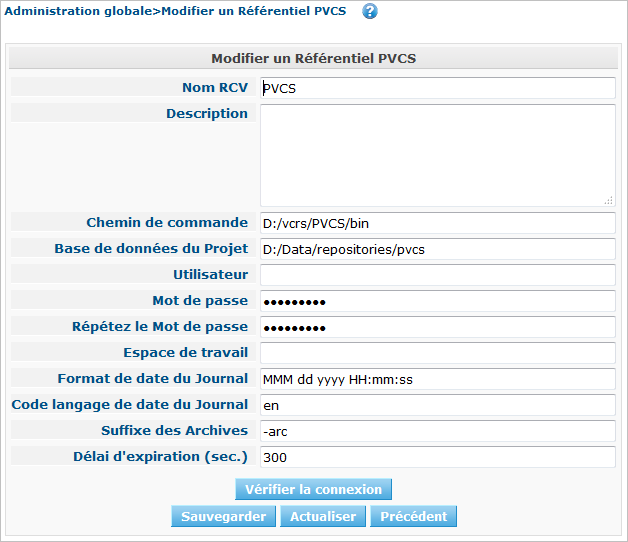 Administration globale>Modifier un Référentiel PVCS ?
Modifier un Référentiel PVCS
Nom RCV PVCS
Description
Chemin de commande D:/vcrs/PVCS/bin
Base de données du Projet D:/Data/repositories/pvcs
Utilisateur
Mot de passe •••••••••
Répétez le Mot de passe •••••••••
Espace de travail
Format de date du Journal MMM dd yyyy HH:mm:ss
Code langage de date du Journal en
Suffixe des Archives -arc
Délai d'expiration (sec.) 300
Vérifier la connexion
Sauvegarder Actualiser Précédent